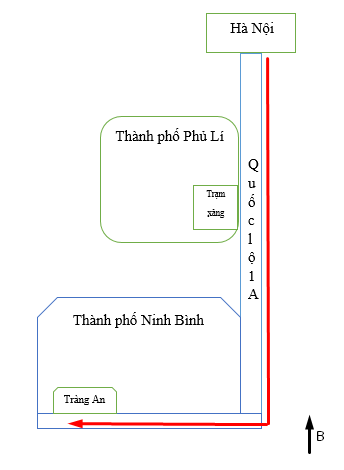 Hà Nội
Thành phố Phủ Lí
Trạm
xăng
Q
u
ố
c
l
ộ
1
A
Thành phố Ninh Bình
Tràng An
B